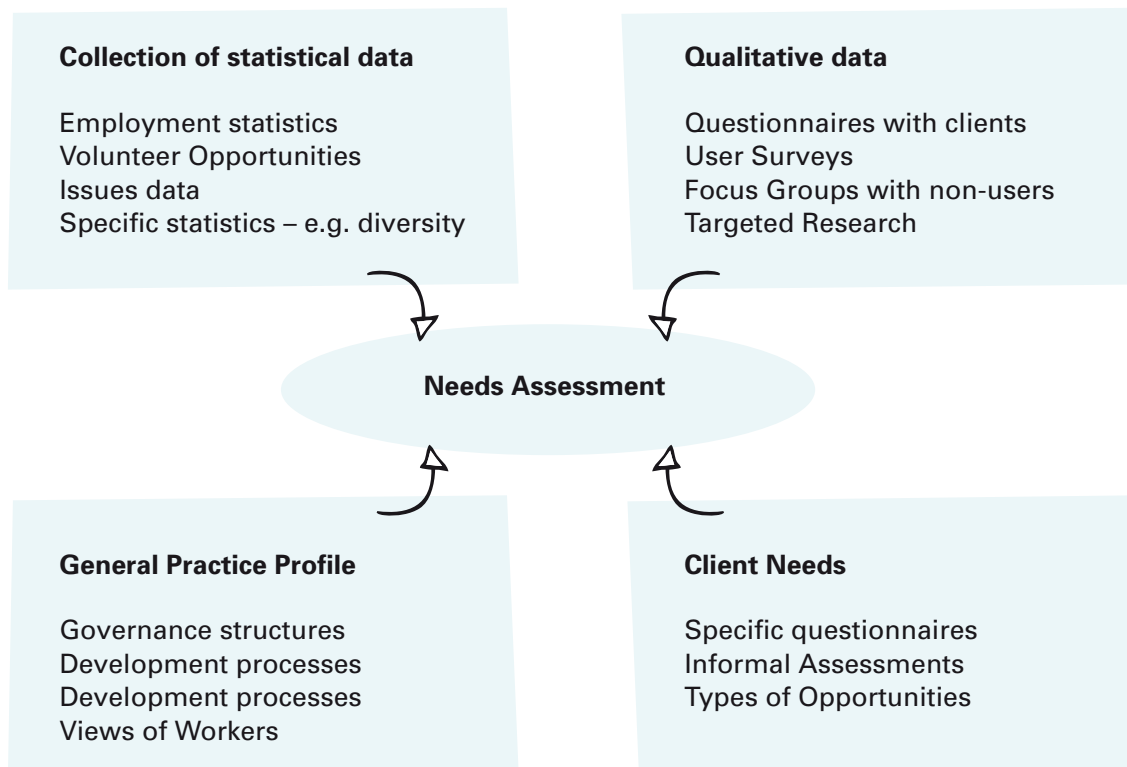 Collection of statistical data
Employment statistics
Volunteer Opportunities
Issues data
Specific statistics – e.g. diversity
Qualitative data
Questionnaires with clients
User Surveys
Focus Groups with non-users
Targeted Research
Needs Assessment
General Practice Profile
Governance structures
Development processes
Development processes
Views of Workers
Client Needs
Specific questionnaires
Informal Assessments
Types of Opportunities